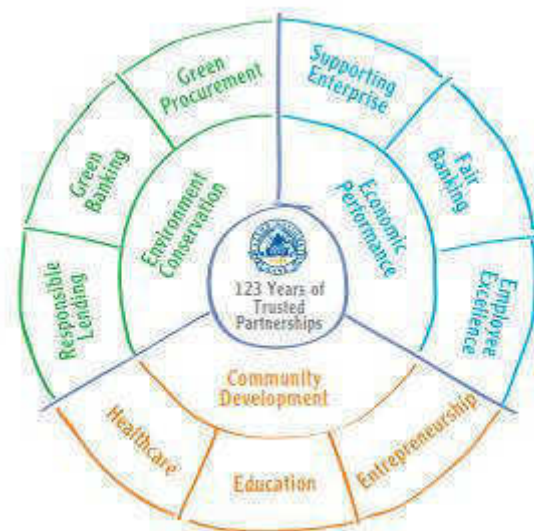 Green
Procurement
Supporting
Enterprise
Green
Banking
Fair
Banking
Environment
Conservation
Economic
Performance
123 Years of
Trusted
Partnerships
Responsible
Lending
Employee
Excellence
Community
Development
Healthcare
Education
Entrepreneurship